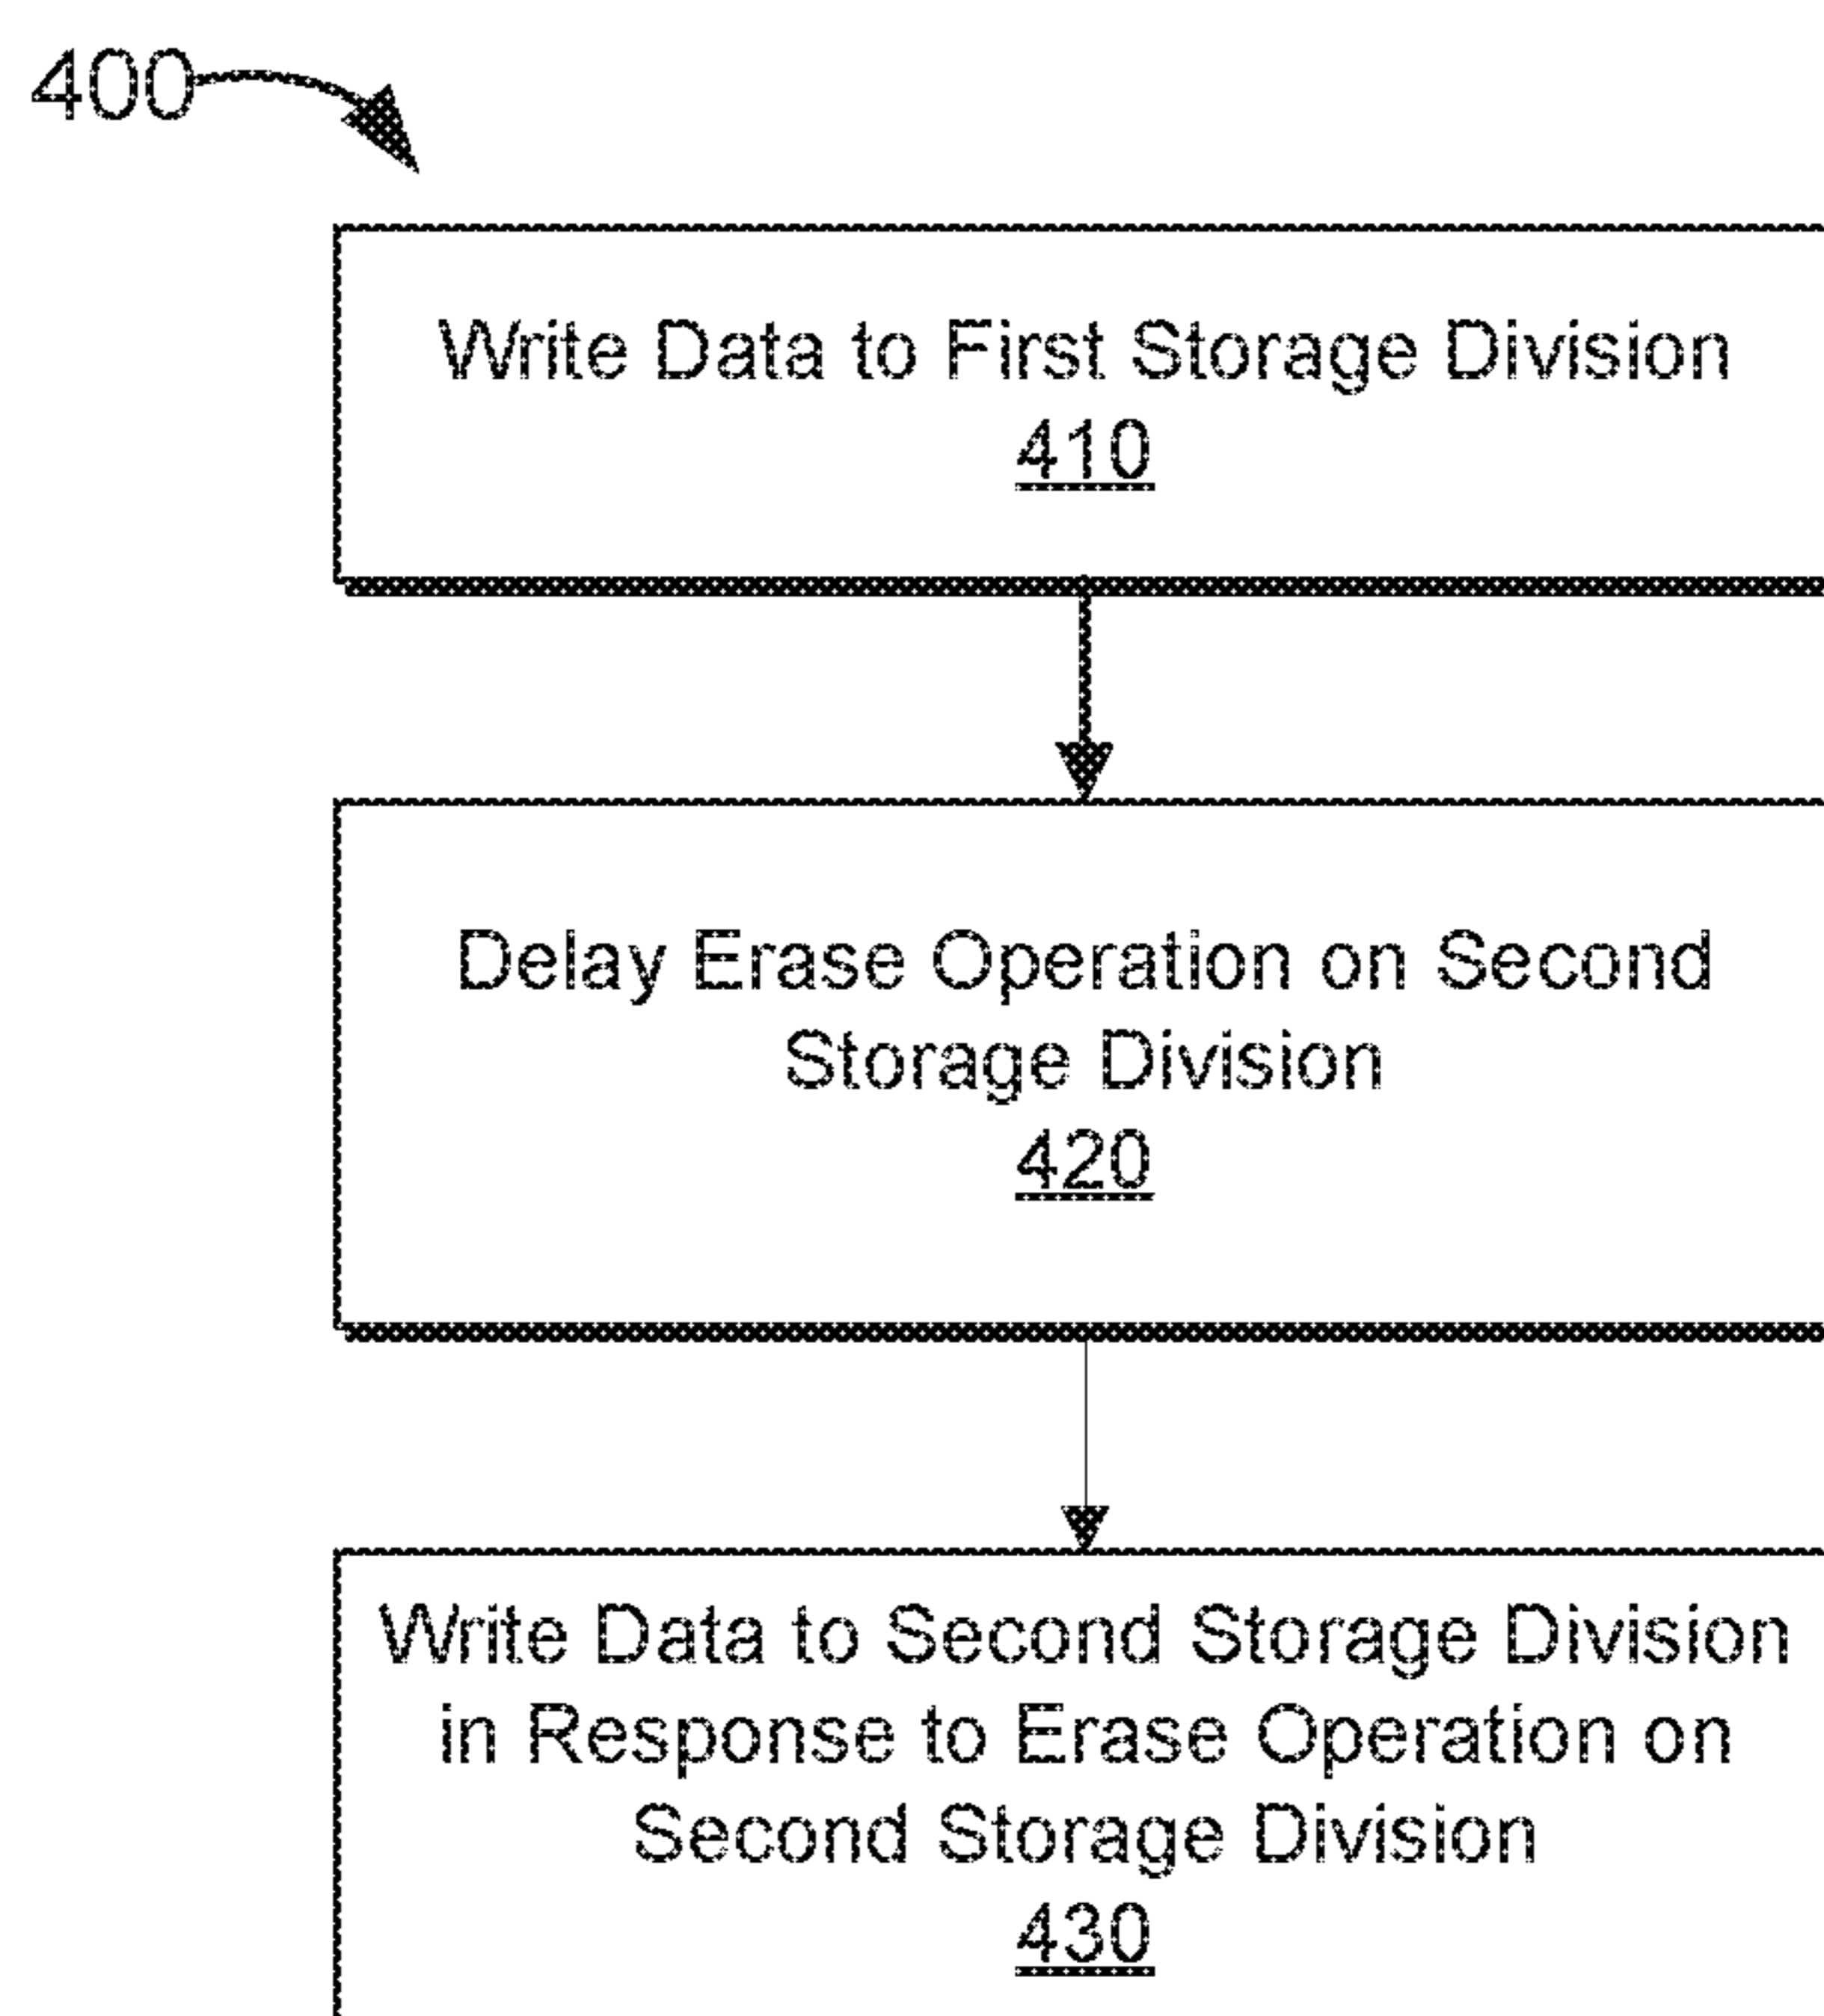 400
Write Data to First Storage Division
410
Delay Erase Operation on Second
Storage Division
420
Write Data to Second Storage Division
in Response to Erase Operation on
Second Storage Division
430